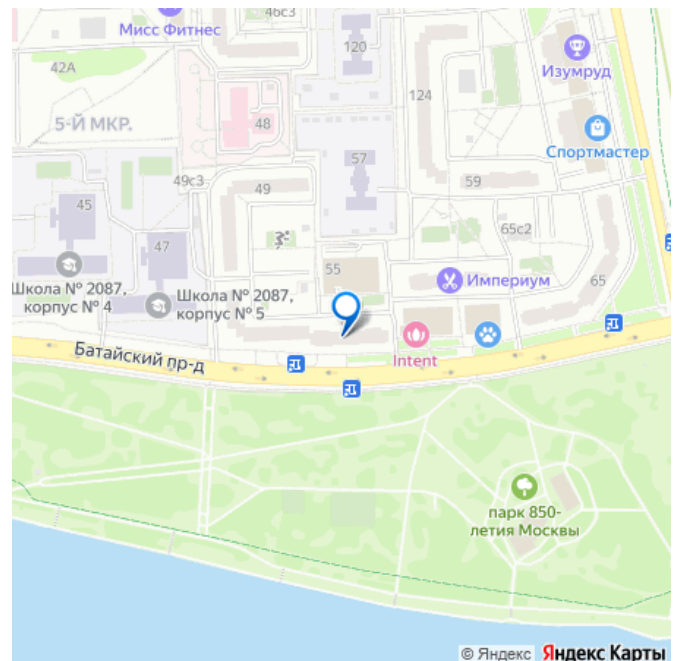 46с3
Мисс Фитнес
120
42А
Изумруд
124
5-Й МКР.
48
Спортмастер
57
49с3
49
59
45
65с2
47
55
65
Империум
Школа № 2087,
корпус № 4
Школа № 2087,
корпус № 5
Батайский пр-д
Intent
парк 850-
летия Москвы
© Яндекс Яндекс Карты